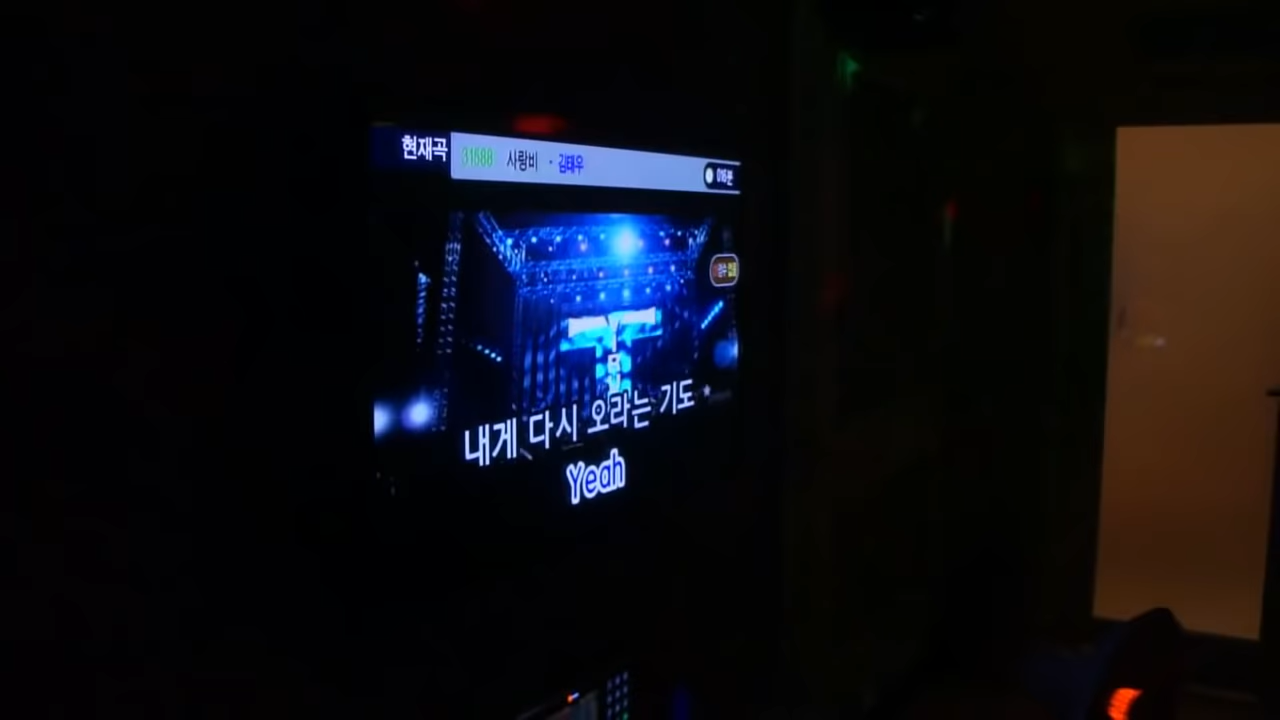 현재곡 31588 사랑비 - 김태우
내게 다시 오라는 기도
Yeah